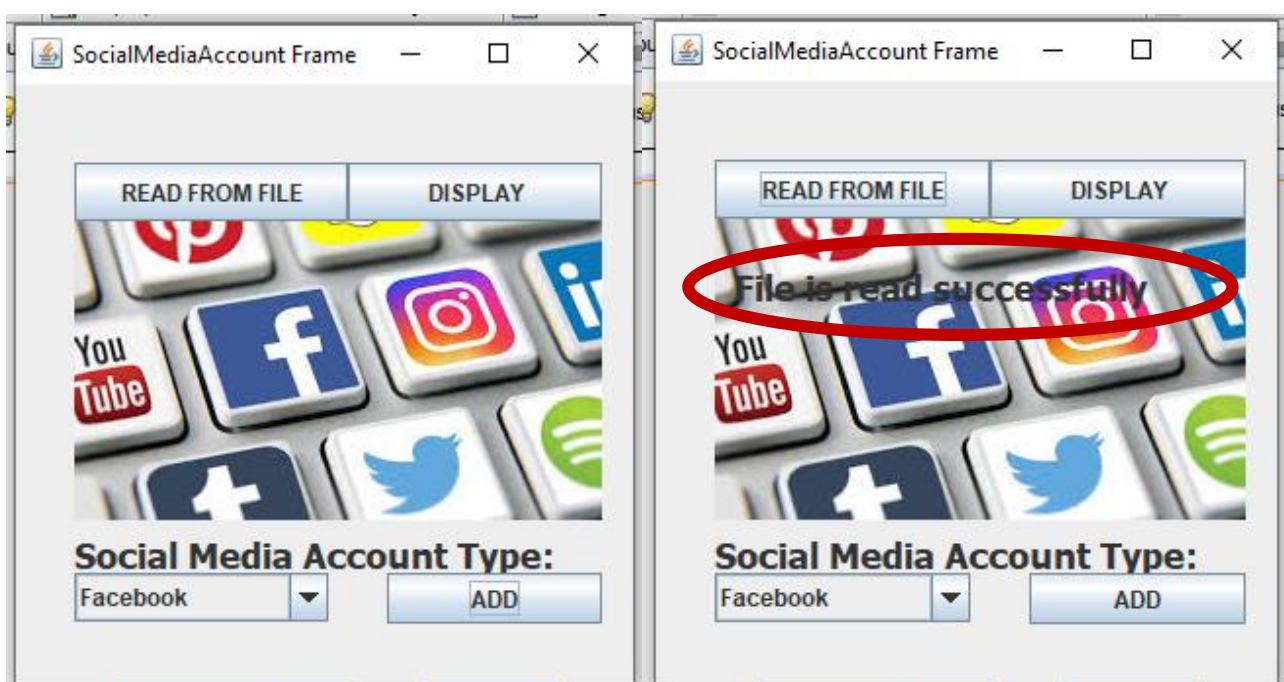 SocialMediaAccount Frame
READ FROM FILE
DISPLAY
You
Tube
Social Media Account Type:
Facebook
ADD
SocialMediaAccount Frame
READ FROM FILE
DISPLAY
File is read successfully
You
Tube
Social Media Account Type:
Facebook
ADD